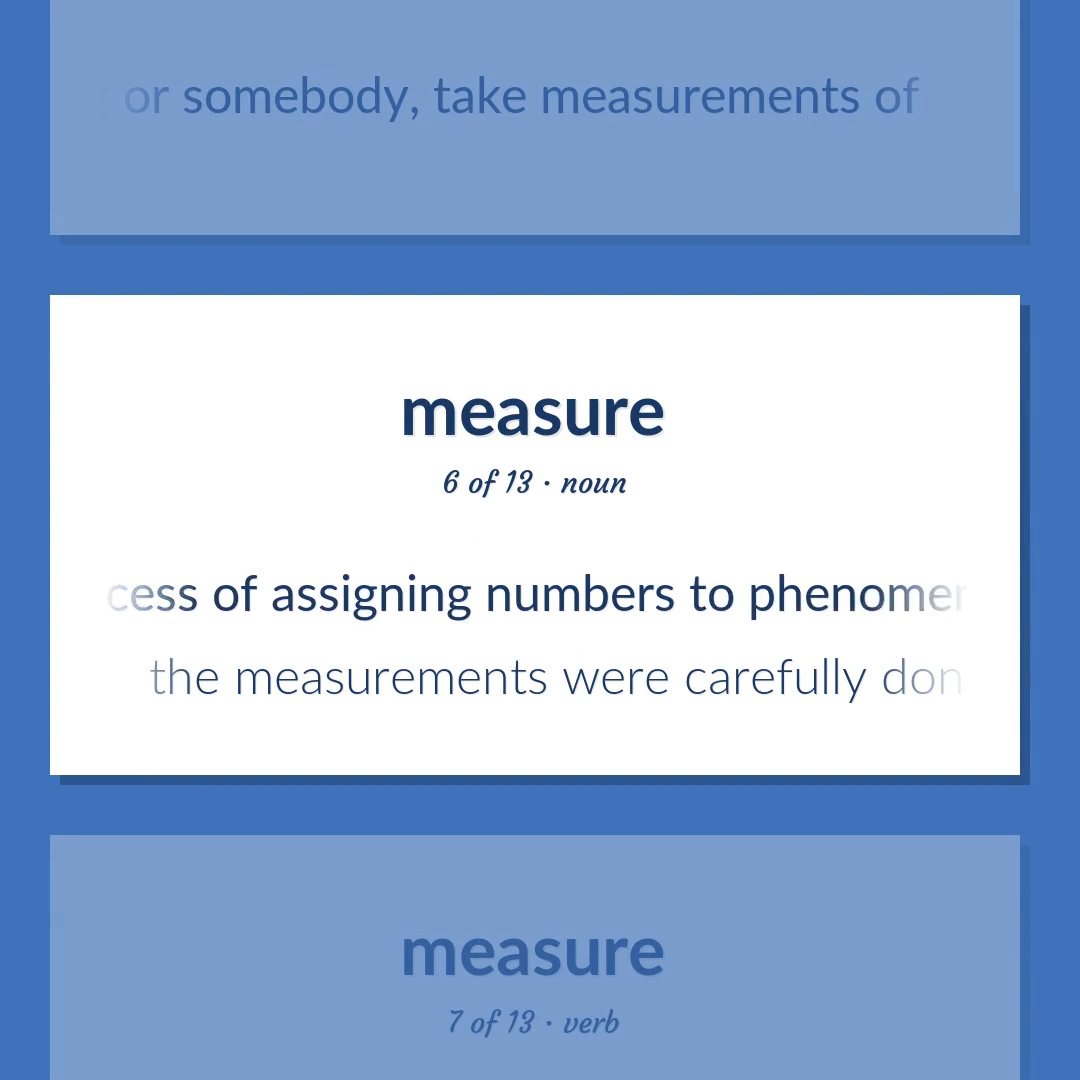 or somebody, take measurements of
measure
6 of 13 · noun
cess of assigning numbers to phenomen
the measurements were carefully don
measure
7 of 13 · verb